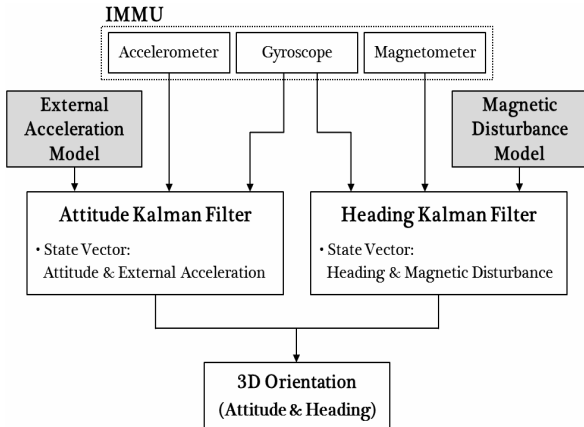 IMMU
Accelerometer
Gyroscope
Magnetometer
External
Acceleration
Model
Magnetic
Disturbance
Model
Attitude Kalman Filter
• State Vector:
Attitude & External Acceleration
Heading Kalman Filter
• State Vector:
Heading & Magnetic Disturbance
3D Orientation
(Attitude & Heading)